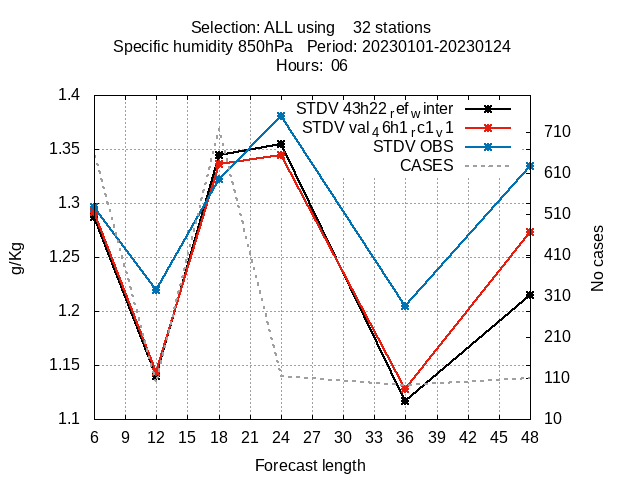 Selection: ALL using 32 stations
Specific humidity 850hPa Period: 20230101-20230124
Hours: 06
STDV 43h22refwinter
STDV val46h1rc1v1
STDV OBS
CASES
1.4
1.35
1.3
1.25
1.2
1.15
1.1
g/Kg
710
610
510
410
310
210
110
10
No cases
6 9 12 15 18 21 24 27 30 33 36 39 42 45 48
Forecast length